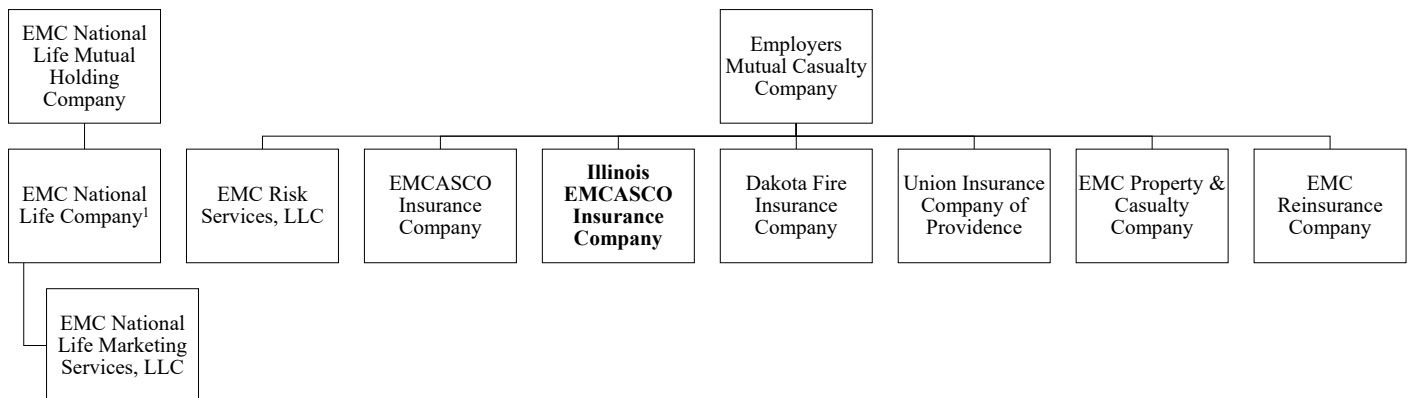 EMC National
Life Mutual
Holding
Company
Employers
Mutual Casualty
Company
EMC National
Life Company1
EMC Risk
Services, LLC
EMCASCO
Insurance
Company
Illinois
EMCASCO
Insurance
Company
Dakota Fire
Insurance
Company
Union Insurance
Company of
Providence
EMC Property &
Casualty
Company
EMC
Reinsurance
Company
EMC National
Life Marketing
Services, LLC